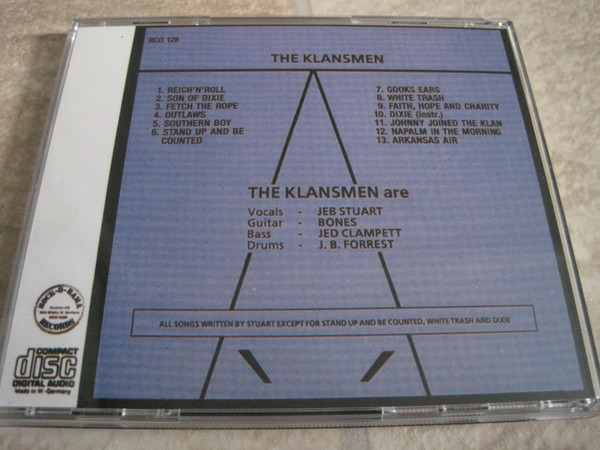 RCD 128
THE KLANSMEN
1. REICH'N'ROLL
2. SON OF DIXIE
3. FETCH THE ROPE
4. OUTLAWS
5. SOUTHERN BOY
6. STAND UP AND BE
COUNTED
7. GOOKS EARS
8. WHITE TRASH
9. FAITH, HOPE AND CHARITY
10. DIXIE (instr.)
11. JOHNNY JOINED THE KLAN
12. NAPALM IN THE MORNING
13. ARKANSAS AIR
THE KLANSMEN are
Vocals - JEB STUART
Guitar - BONES
Bass - JED CLAMPETT
Drums - J. B. FORREST
ALL SONGS WRITTEN BY STUART EXCEPT FOR STAND UP AND BE COUNTED, WHITE TRASH AND DIXIE
ROCK-O-RAMA
RECORDS
COMPACT
disc
DIGITAL AUDIO
Made in W.-Germany